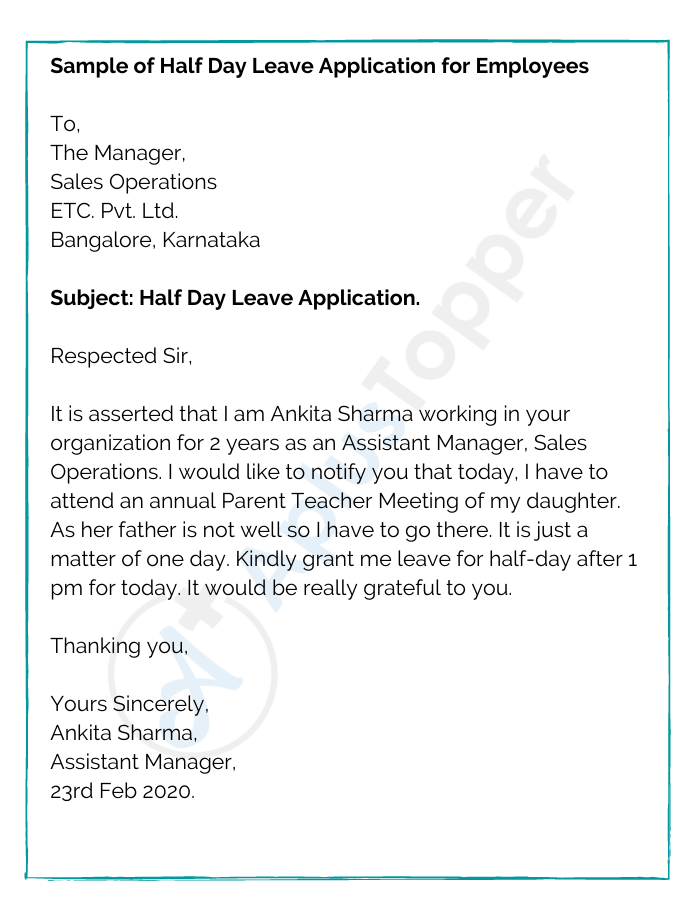 Sample of Half Day Leave Application for Employees
To,
The Manager,
Sales Operations
ETC. Pvt. Ltd.
Bangalore, Karnataka
Subject: Half Day Leave Application.
Respected Sir,
It is asserted that I am Ankita Sharma working in your
organization for 2 years as an Assistant Manager, Sales
Operations. I would like to notify you that today, I have to
attend an annual Parent Teacher Meeting of my daughter.
As her father is not well so I have to go there. It is just a
matter of one day. Kindly grant me leave for half-day after 1
pm for today. It would be really grateful to you.
Thanking you,
Yours Sincerely,
Ankita Sharma,
Assistant Manager,
23rd Feb 2020.
AplusTopper
A+